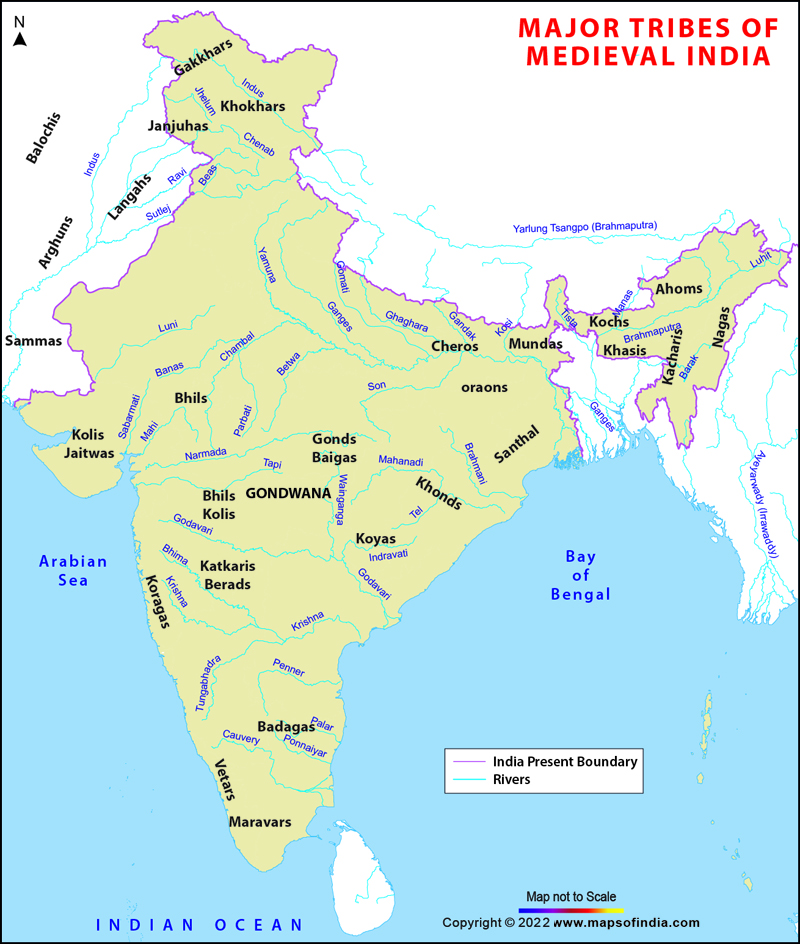 N
MAJOR TRIBES OF
MEDIEVAL INDIA
Gakkhars
Indus
Khokhars
Jhelum
Janjuhas
Chenab
Balochis
Indus
Ravi
Beas
Langahs
Sutlej
Arghuns
Yarlung Tsangpo (Brahmaputra)
Luhit
Yamuna
Gomati
Ahoms
Manas
Ganges
Ghaghara
Gandak
Kosi
Tista
Kochs
Brahmaputra
Nagas
Luni
Sammas
Chambal
Cheros
Mundas
Khasis
Kacharis
Barak
Banas
Betwa
Son
oraons
Bhils
Sabarmati
Mahi
Parbati
Ganges
Kolis
Jaitwas
Gonds
Baigas
Santhal
Narmada
Tapi
Mahanadi
Brahmani
Ayeyarwady (Irrawaddy)
Bhils
Kolis
GONDWANA
Wainganga
Khonds
Godavari
Tel
Koyas
Indravati
Bhima
Katkaris
Berads
Arabian
Sea
Bay
of
Bengal
Koragas
Krishna
Godavari
Krishna
Tungabhadra
Penner
Badagas
Palar
Cauvery
Ponnaiyar
Vetars
Maravars
India Present Boundary
Rivers
Map not to Scale
Copyright © 2022 www.mapsofindia.com
INDIAN OCEAN